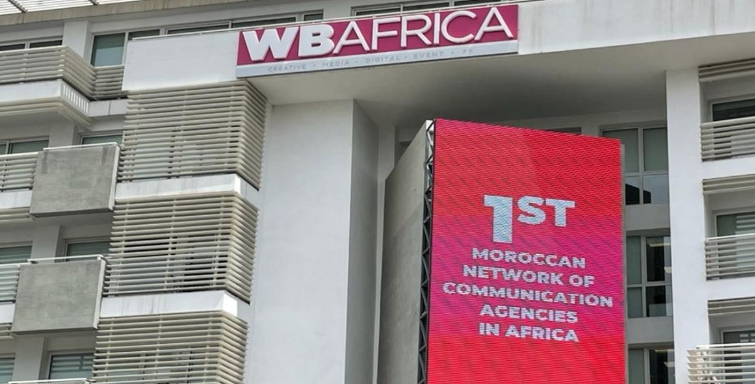 WBAFRICA
CREATIVE • MEDIA • DIGITAL • EVENT • PR
1ST
MOROCCAN
NETWORK OF
COMMUNICATION
AGENCIES
IN AFRICA